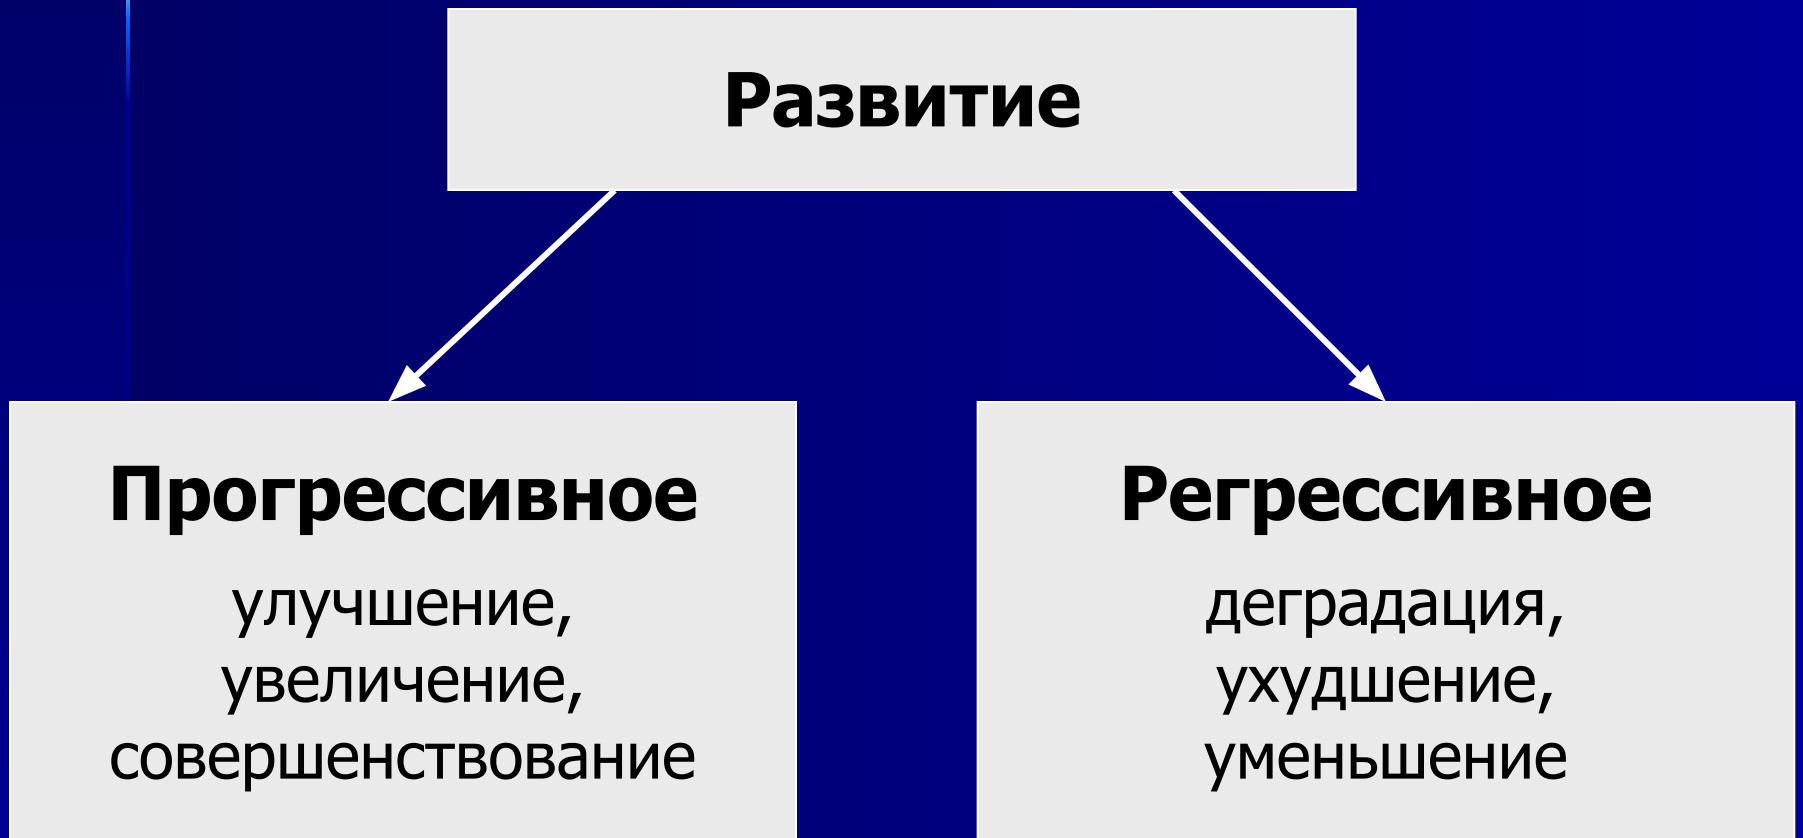 Развитие
Прогрессивное
улучшение,
увеличение,
совершенствование
Регрессивное
деградация,
ухудшение,
уменьшение